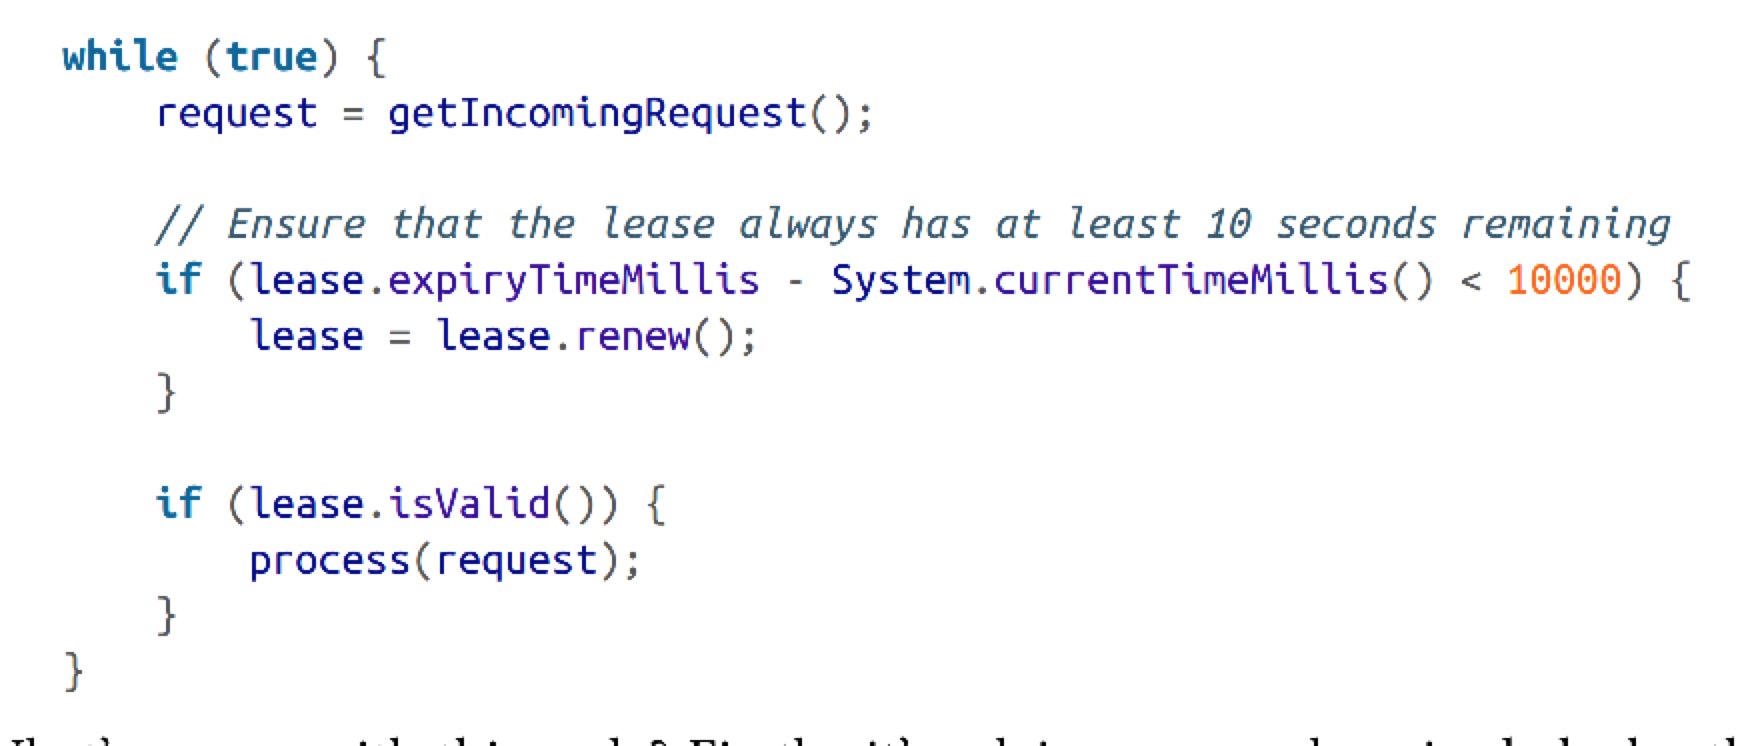 while (true) {
    request = getIncomingRequest();

    // Ensure that the lease always has at least 10 seconds remaining
    if (lease.expiryTimeMillis - System.currentTimeMillis() < 10000) {
        lease = lease.renew();
    }

    if (lease.isValid()) {
        process(request);
    }
}